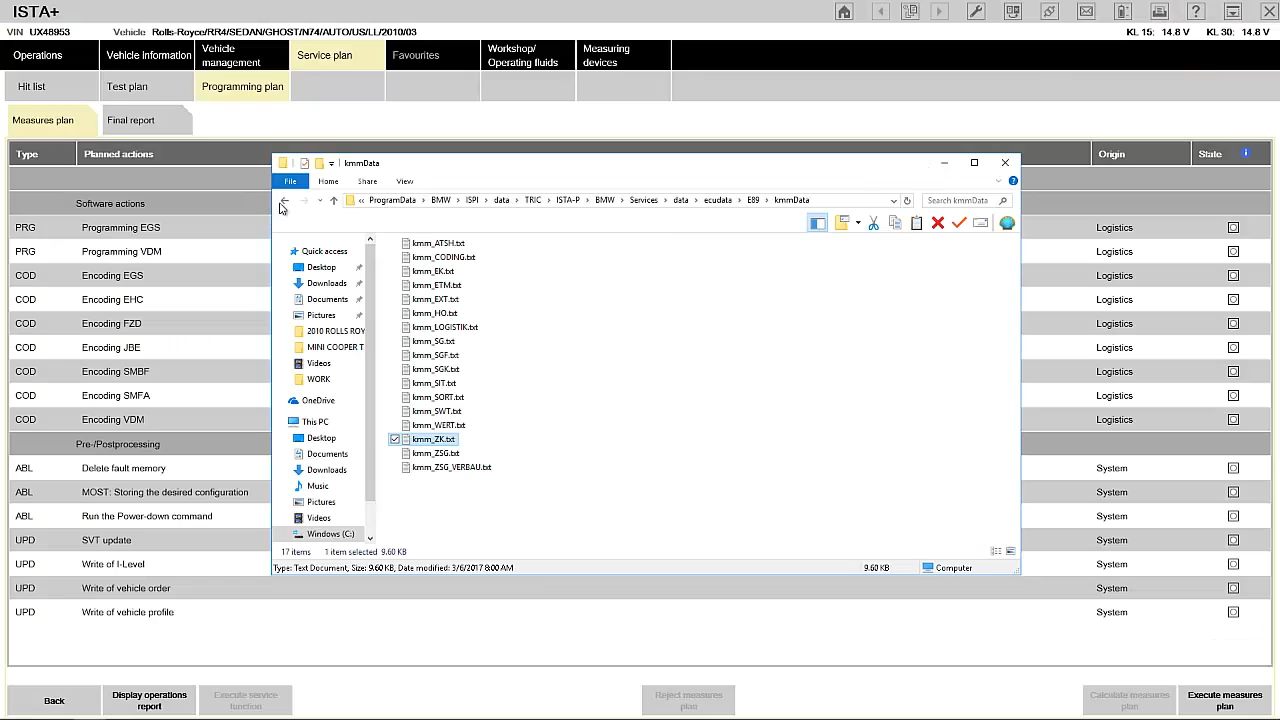 ISTA+
VIN UX48953 Vehicle Rolls-Royce/RR4/SEDAN/GHOST/N74/AUTO/US/LL/2010/03 KL 15: 14.8 V KL 30: 14.8 V
Operations Vehicle information Vehicle management Service plan Favourites Workshop/ Operating fluids Measuring devices
Hit list Test plan Programming plan
Measures plan Final report
Type Planned actions Origin State
Software actions
PRG Programming EGS Logistics
PRG Programming VDM Logistics
COD Encoding EGS Logistics
COD Encoding EHC Logistics
COD Encoding FZD Logistics
COD Encoding JBE Logistics
COD Encoding SMBF Logistics
COD Encoding SMFA Logistics
COD Encoding VDM Logistics
Pre-/Postprocessing
ABL Delete fault memory System
ABL MOST: Storing the desired configuration System
ABL Run the Power-down command System
UPD SVT update System
UPD Write of I-Level System
UPD Write of vehicle order System
UPD Write of vehicle profile System
kmmData
File Home Share View
« ProgramData BMW ISPI data TRIC ISTA-P BMW Services data ecudata E89 kmmData Search kmmData
Quick access
Desktop
Downloads
Documents
Pictures
2010 ROLLS ROY
MINI COOPER T
Videos
WORK
OneDrive
This PC
Desktop
Documents
Downloads
Music
Pictures
Videos
Windows (C:)
kmm_ATSH.txt
kmm_CODING.txt
kmm_EK.txt
kmm_ETM.txt
kmm_EXT.txt
kmm_HO.txt
kmm_LOGISTIK.txt
kmm_SG.txt
kmm_SGF.txt
kmm_SGK.txt
kmm_SIT.txt
kmm_SORT.txt
kmm_SWT.txt
kmm_WERT.txt
kmm_ZK.txt
kmm_ZSG.txt
kmm_ZSG_VERBAU.txt
17 items 1 item selected 9.60 KB
Type: Text Document, Size: 9.60 KB, Date modified: 3/6/2017 8:00 AM 9.60 KB Computer
Back Display operations report Execute service function Reject measures plan Calculate measures plan Execute measures plan